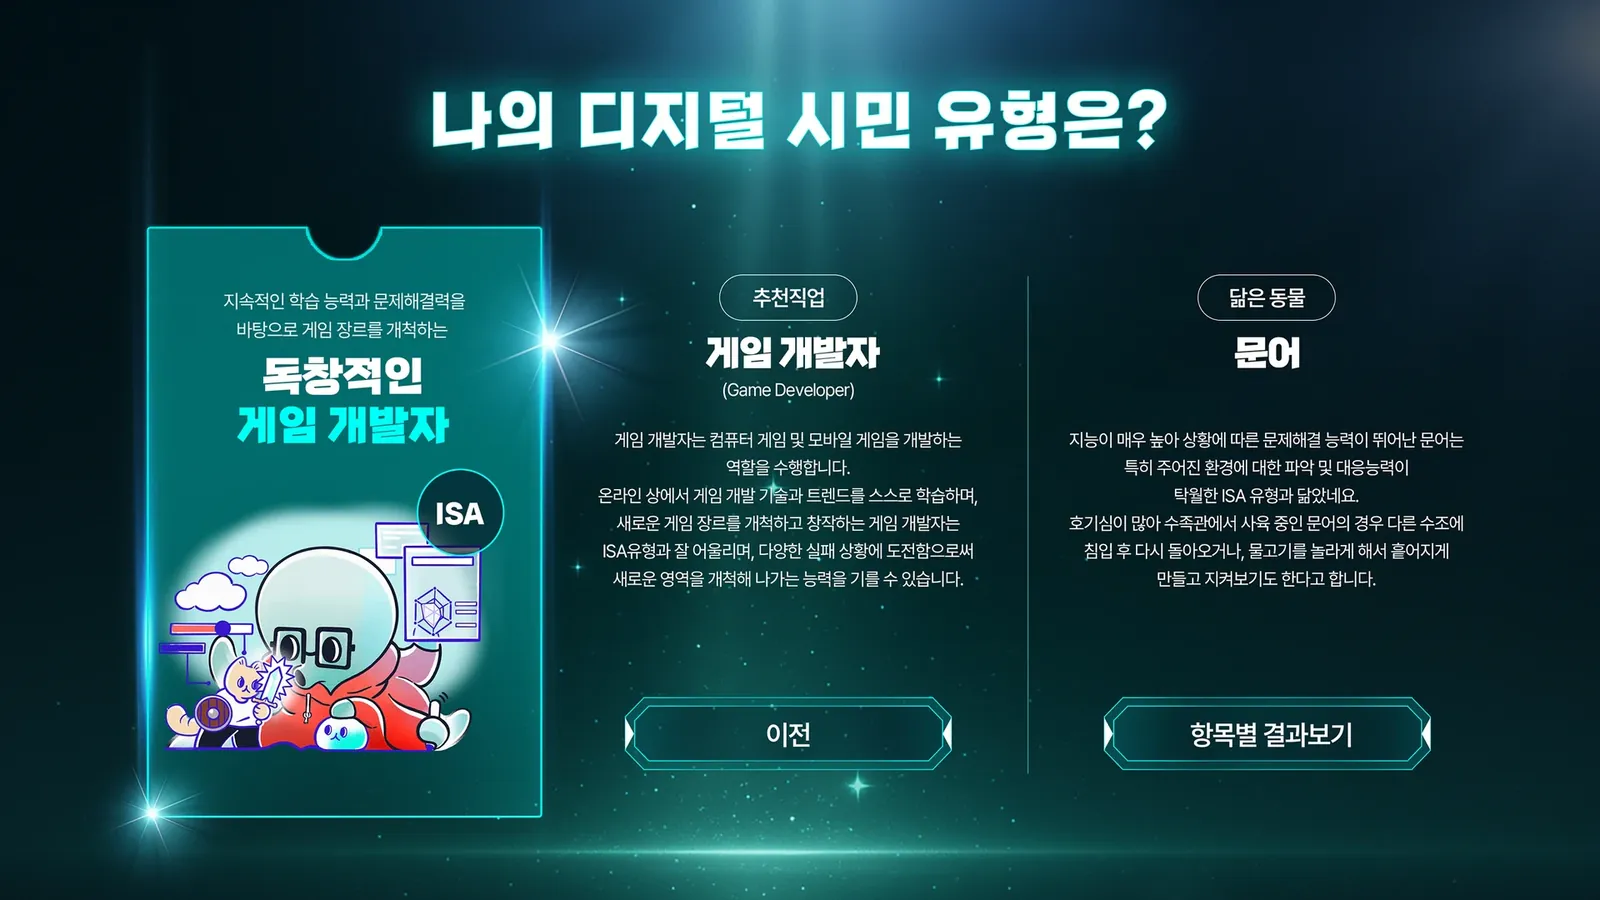 나의 디지털 시민 유형은?
지속적인 학습 능력과 문제해결력을
바탕으로 게임 장르를 개척하는
독창적인
게임 개발자
ISA
추천직업
게임 개발자
(Game Developer)
게임 개발자는 컴퓨터 게임 및 모바일 게임을 개발하는
역할을 수행합니다.
온라인 상에서 게임 개발 기술과 트렌드를 스스로 학습하며,
새로운 게임 장르를 개척하고 창작하는 게임 개발자는
ISA유형과 잘 어울리며, 다양한 실패 상황에 도전함으로써
새로운 영역을 개척해 나가는 능력을 기를 수 있습니다.
이전
닮은 동물
문어
지능이 매우 높아 상황에 따른 문제해결 능력이 뛰어난 문어는
특히 주어진 환경에 대한 파악 및 대응능력이
탁월한 ISA 유형과 닮았네요.
호기심이 많아 수족관에서 사육 중인 문어의 경우 다른 수조에
침입 후 다시 돌아오거나, 물고기를 놀라게 해서 흩어지게
만들고 지켜보기도 한다고 합니다.
항목별 결과보기